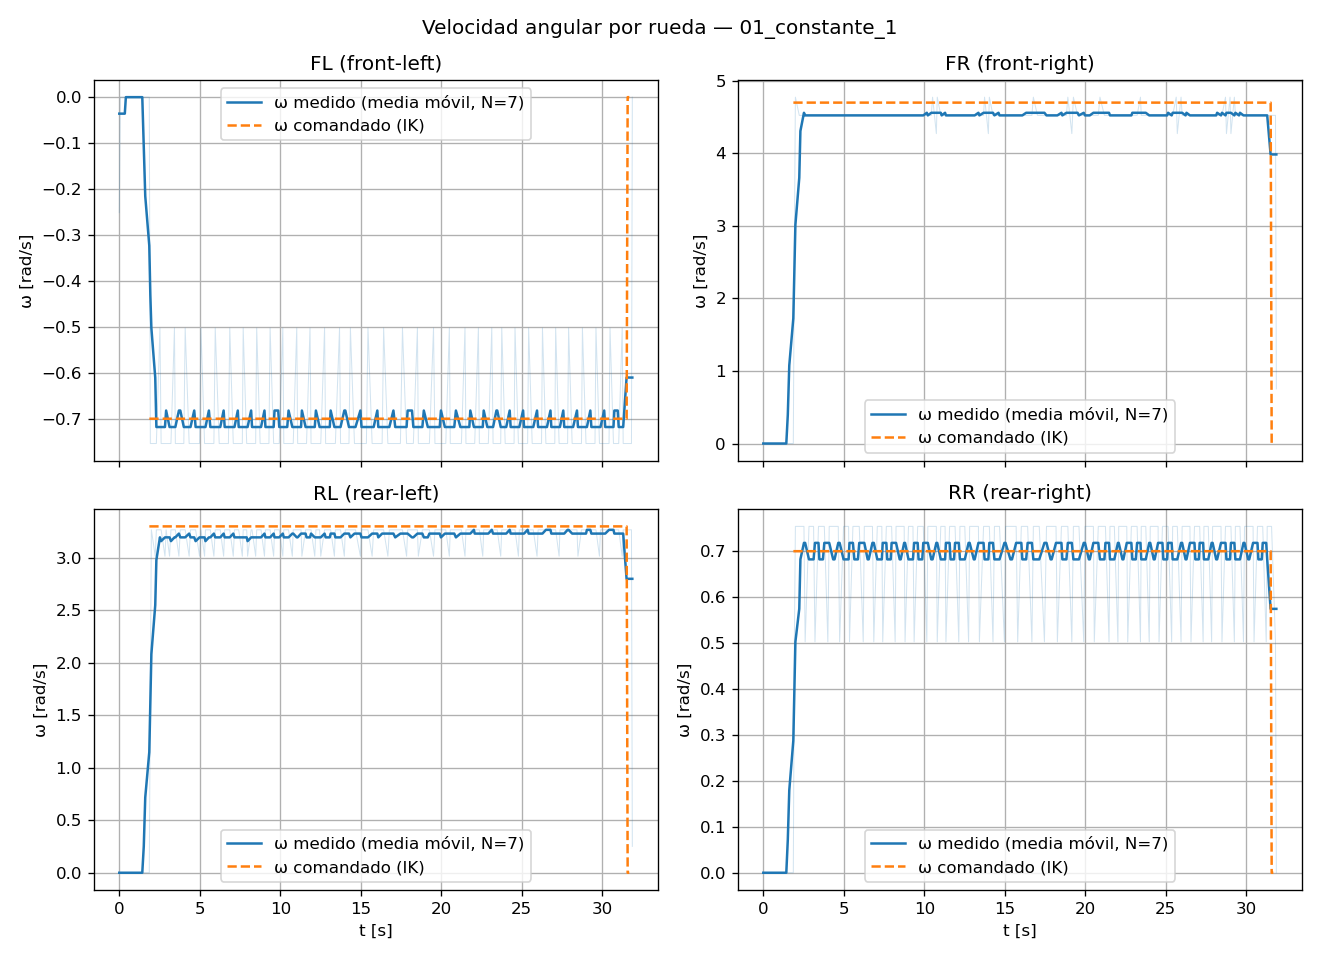 Velocidad angular por rueda — 01_constante_1
FL (front-left)
ω [rad/s]
0.0
−0.1
−0.2
−0.3
−0.4
−0.5
−0.6
−0.7
ω medido (media móvil, N=7)
ω comandado (IK)
FR (front-right)
ω [rad/s]
5
4
3
2
1
0
ω medido (media móvil, N=7)
ω comandado (IK)
RL (rear-left)
ω [rad/s]
3.0
2.5
2.0
1.5
1.0
0.5
0.0
ω medido (media móvil, N=7)
ω comandado (IK)
0 5 10 15 20 25 30
t [s]
RR (rear-right)
ω [rad/s]
0.7
0.6
0.5
0.4
0.3
0.2
0.1
0.0
ω medido (media móvil, N=7)
ω comandado (IK)
0 5 10 15 20 25 30
t [s]